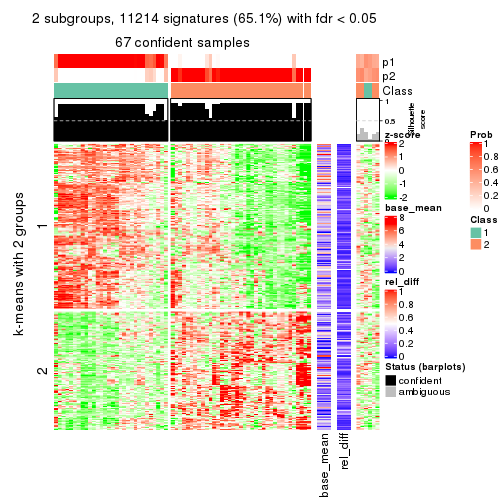 2 subgroups, 11214 signatures (65.1%) with fdr < 0.05
67 confident samples
p1
p2
Class
1
0.5
0
Silhouette
score
k-means with 2 groups
1
2
base_mean
rel_diff
z-score
2
1
0
-1
-2
base_mean
8
6
4
2
0
rel_diff
1
0.8
0.6
0.4
0.2
0
Status (barplots)
confident
ambiguous
Prob
1
0.8
0.6
0.4
0.2
0
Class
1
2